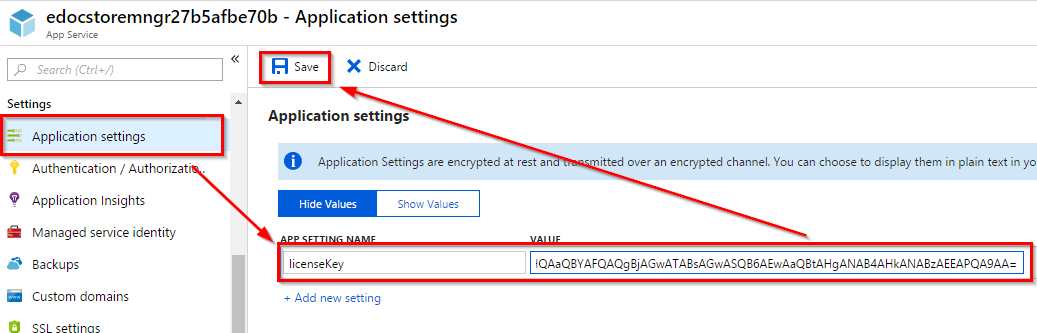 edocstoremngr27b5afbe70b - Application settings
App Service
Search (Ctrl+/)
«
Save
Discard
Settings
Application settings
Authentication / Authorizatio..
Application Insights
Managed service identity
Backups
Custom domains
SSL settings
Application settings
Application Settings are encrypted at rest and transmitted over an encrypted channel. You can choose to display them in plain text in yo
Hide Values
Show Values
APP SETTING NAME
VALUE
licenseKey
lQAaQBYAFQAQgBjAGwATABsAGwASQB6AEwAaQBtAHgANAB4AHkANABzAEEAPQA9AA=
+ Add new setting